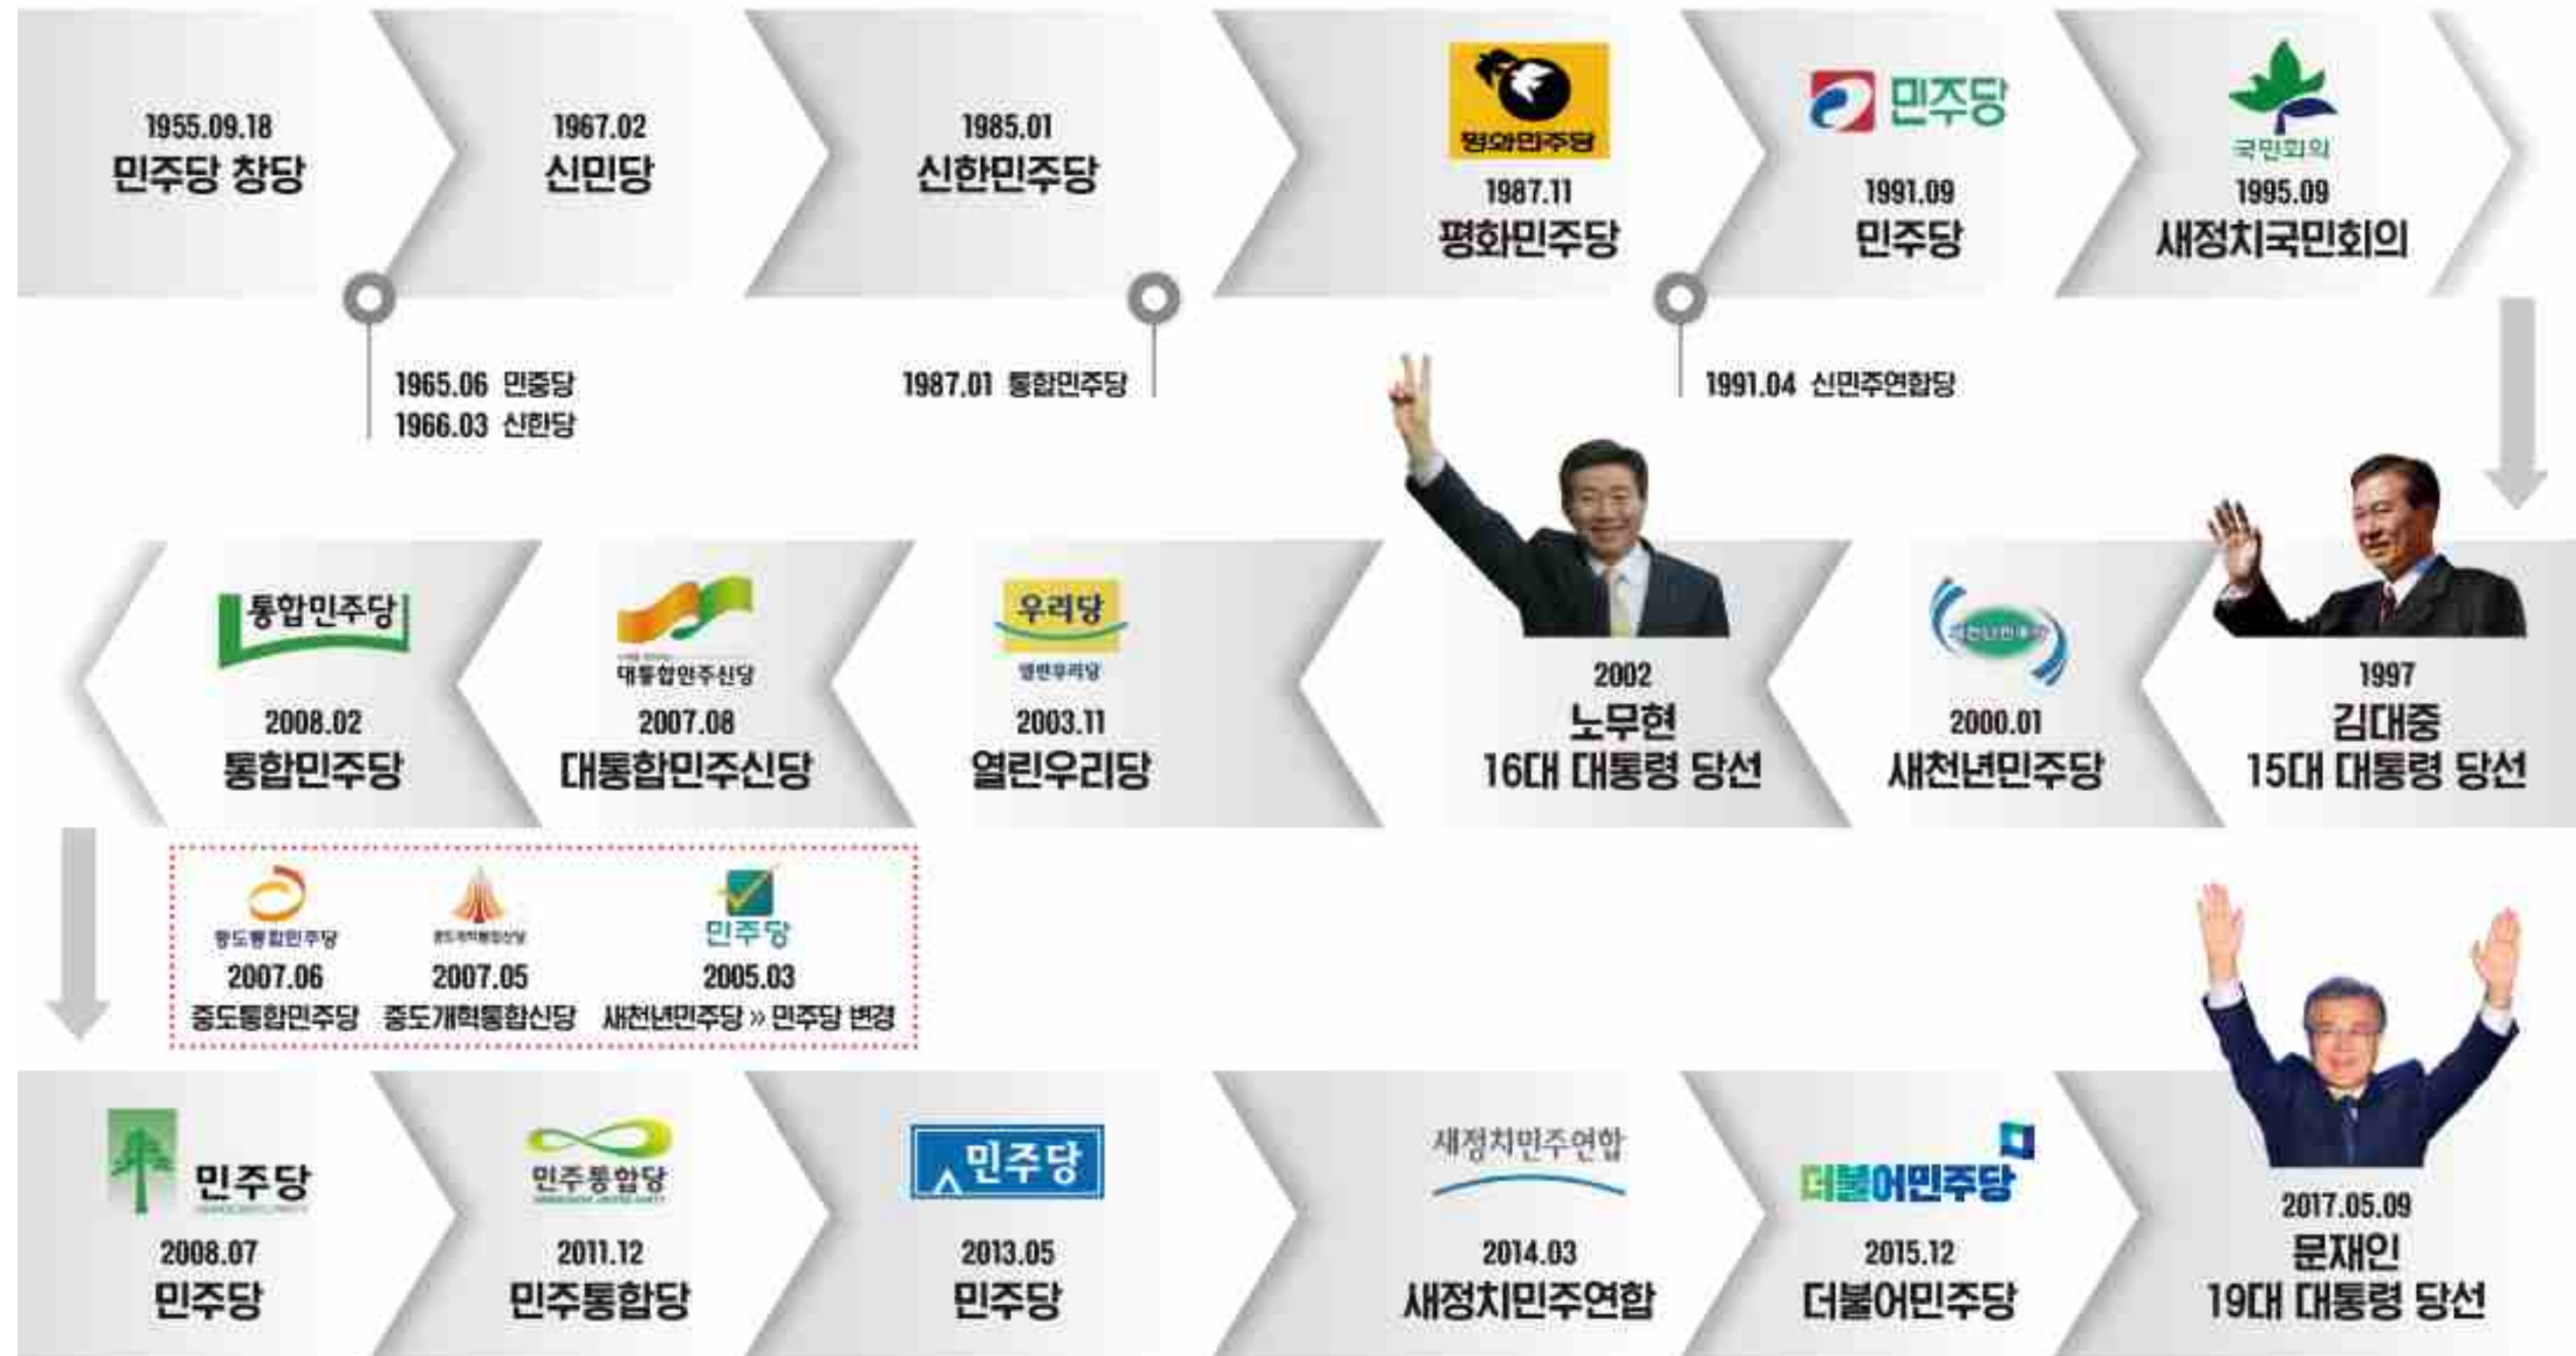 1955.09.18
민주당 창당
1967.02
신민당
1985.01
신한민주당
평화민주당
1987.11
평화민주당
민주당
1991.09
민주당
국민회의
1995.09
새정치국민회의
1965.06 민중당
1966.03 신한당
1987.01 통합민주당
1991.04 신민주연합당
1997
김대중
15대 대통령 당선
새천년민주당
2000.01
새천년민주당
2002
노무현
16대 대통령 당선
우리당
열린우리당
2003.11
열린우리당
대통합민주신당
2007.08
대통합민주신당
통합민주당
2008.02
통합민주당
중도통합민주당
2007.06
중도통합민주당
중도개혁통합신당
2007.05
중도개혁통합신당
민주당
2005.03
새천년민주당 » 민주당 변경
민주당
2008.07
민주당
민주통합당
2011.12
민주통합당
민주당
2013.05
민주당
새정치민주연합
2014.03
새정치민주연합
더불어민주당
2015.12
더불어민주당
2017.05.09
문재인
19대 대통령 당선